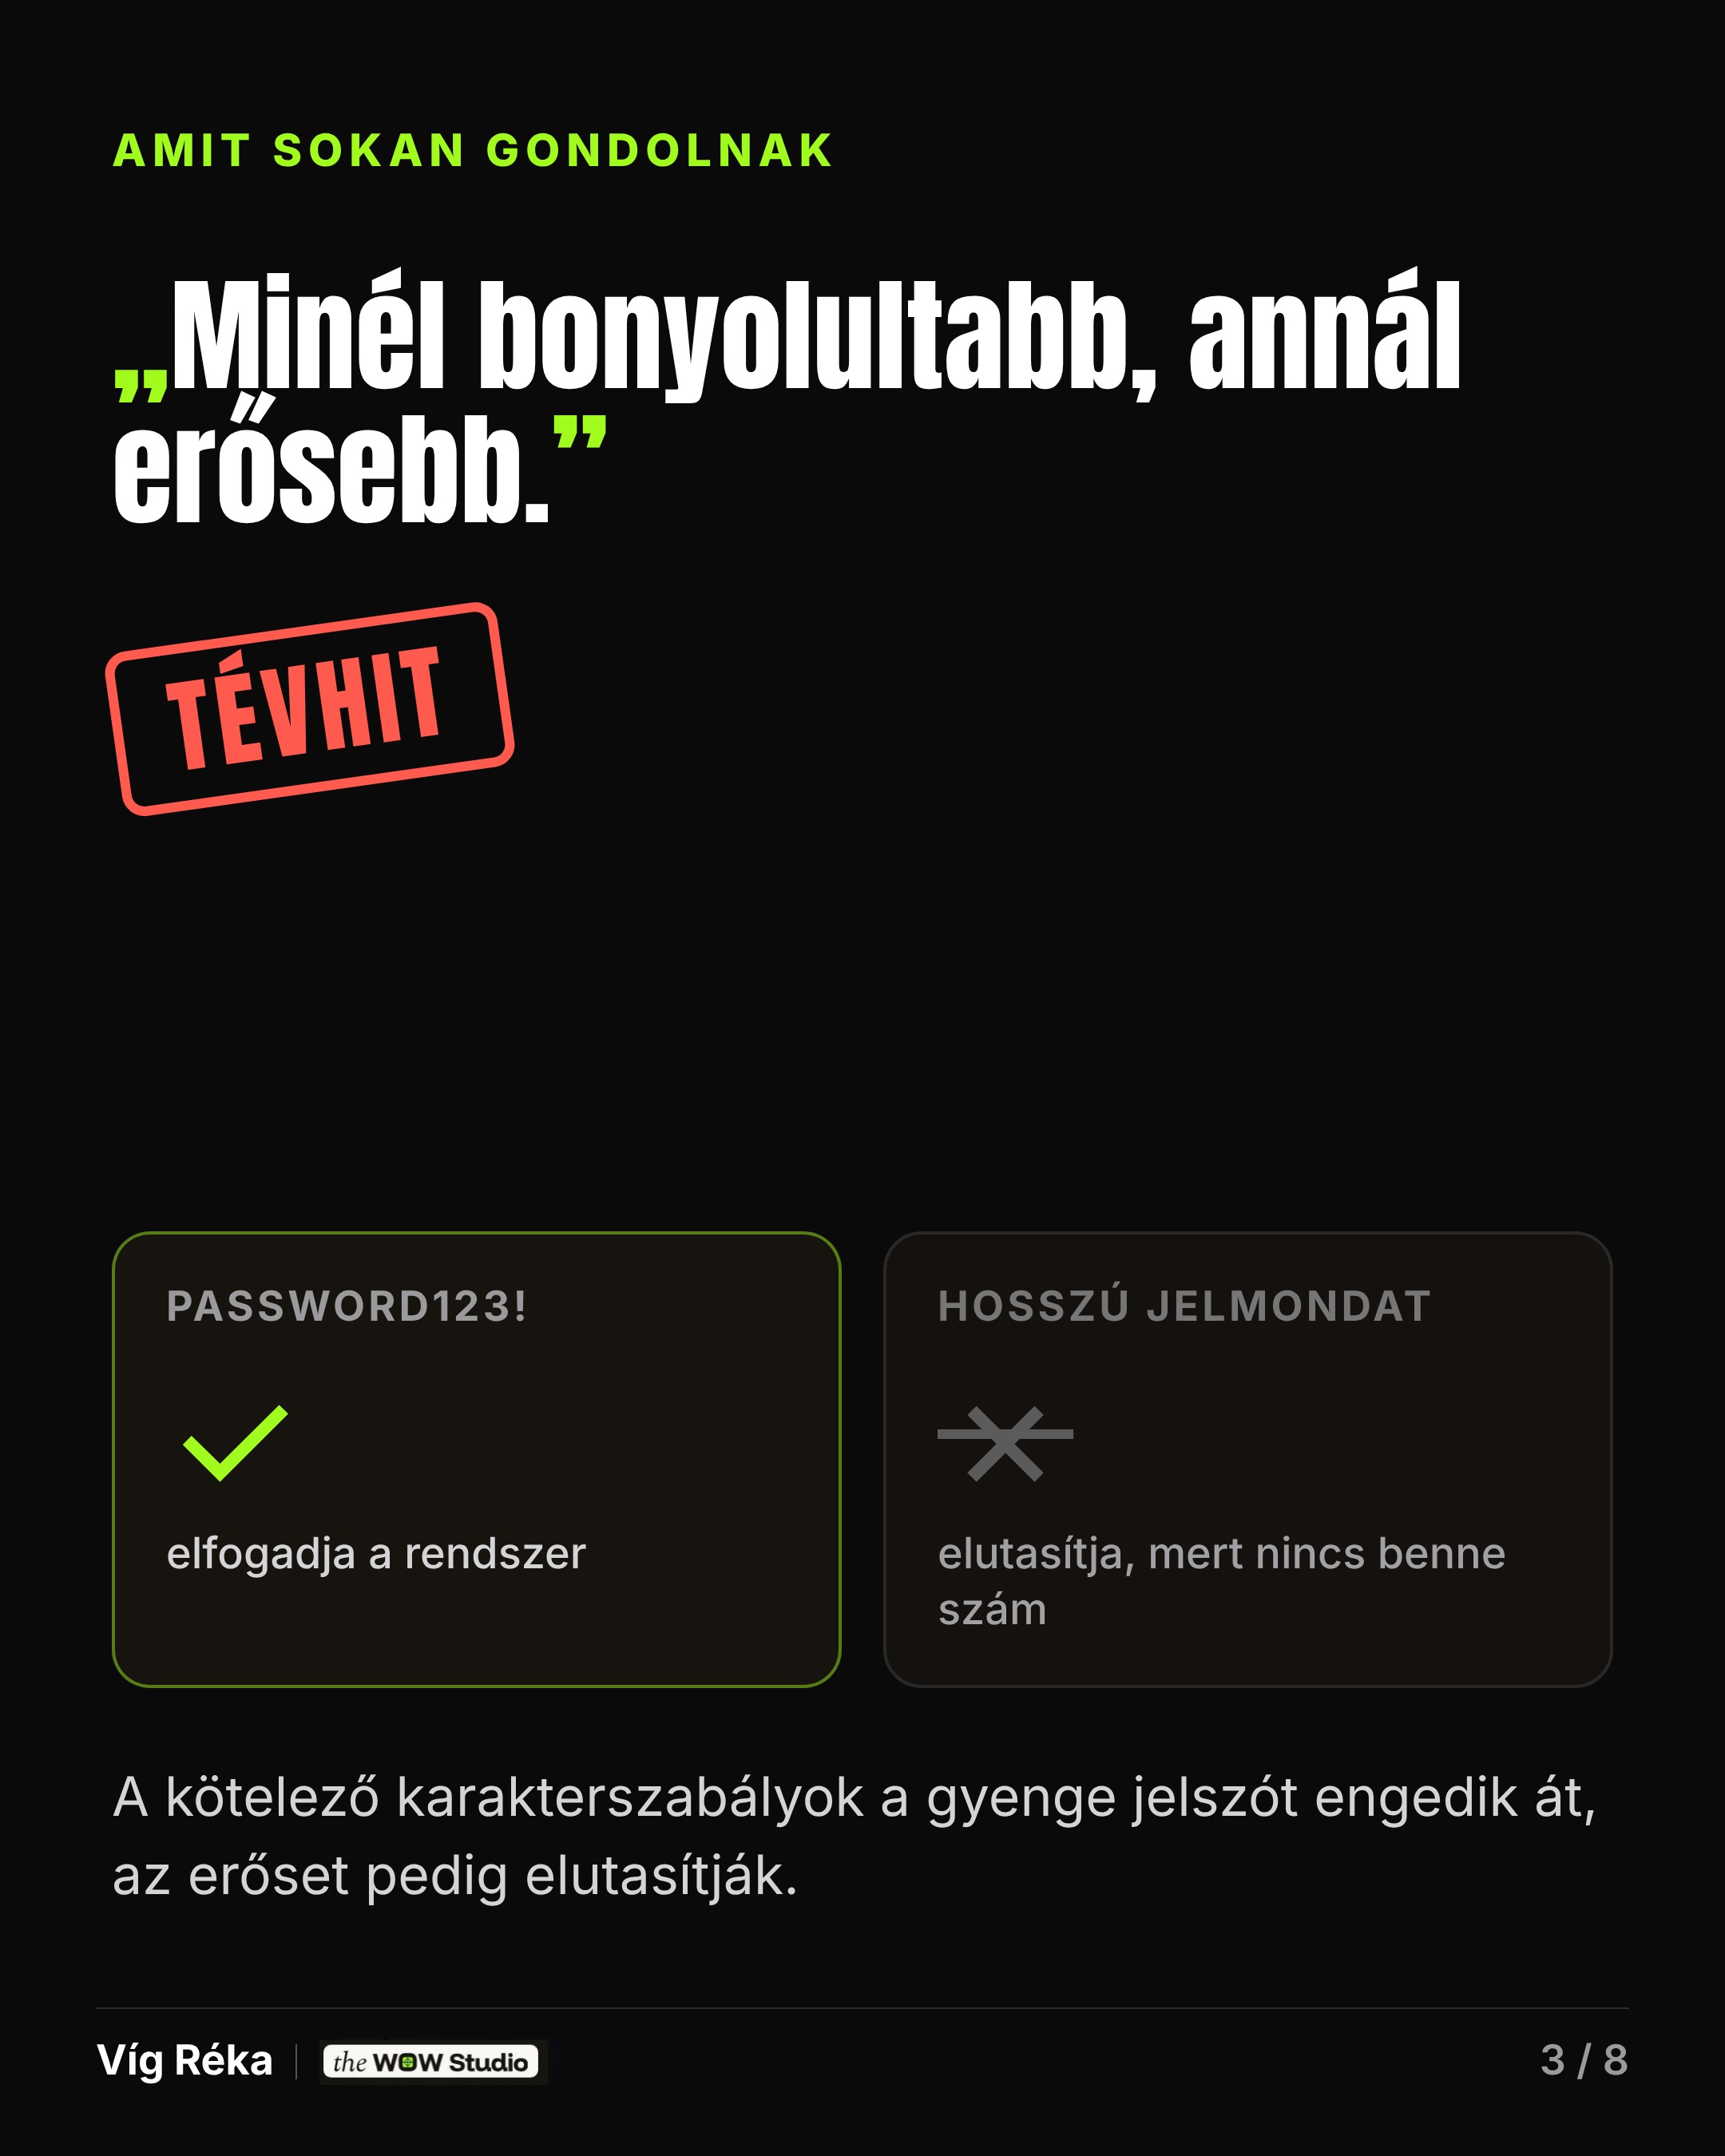 AMIT SOKAN GONDOLNAK
„Minél bonyolultabb, annál
erősebb.”
TÉVHIT
PASSWORD123!
elfogadja a rendszer
HOSSZÚ JELMONDAT
elutasítja, mert nincs benne
szám
A kötelező karakterszabályok a gyenge jelszót engedik át,
az erőset pedig elutasítják.
Víg Réka
the WOW Studio
3 / 8